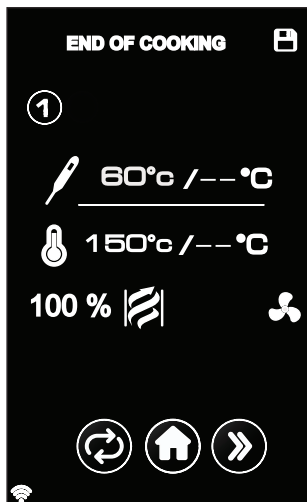 END OF COOKING
1
60°c /--°C
150°c /--°C
100 %